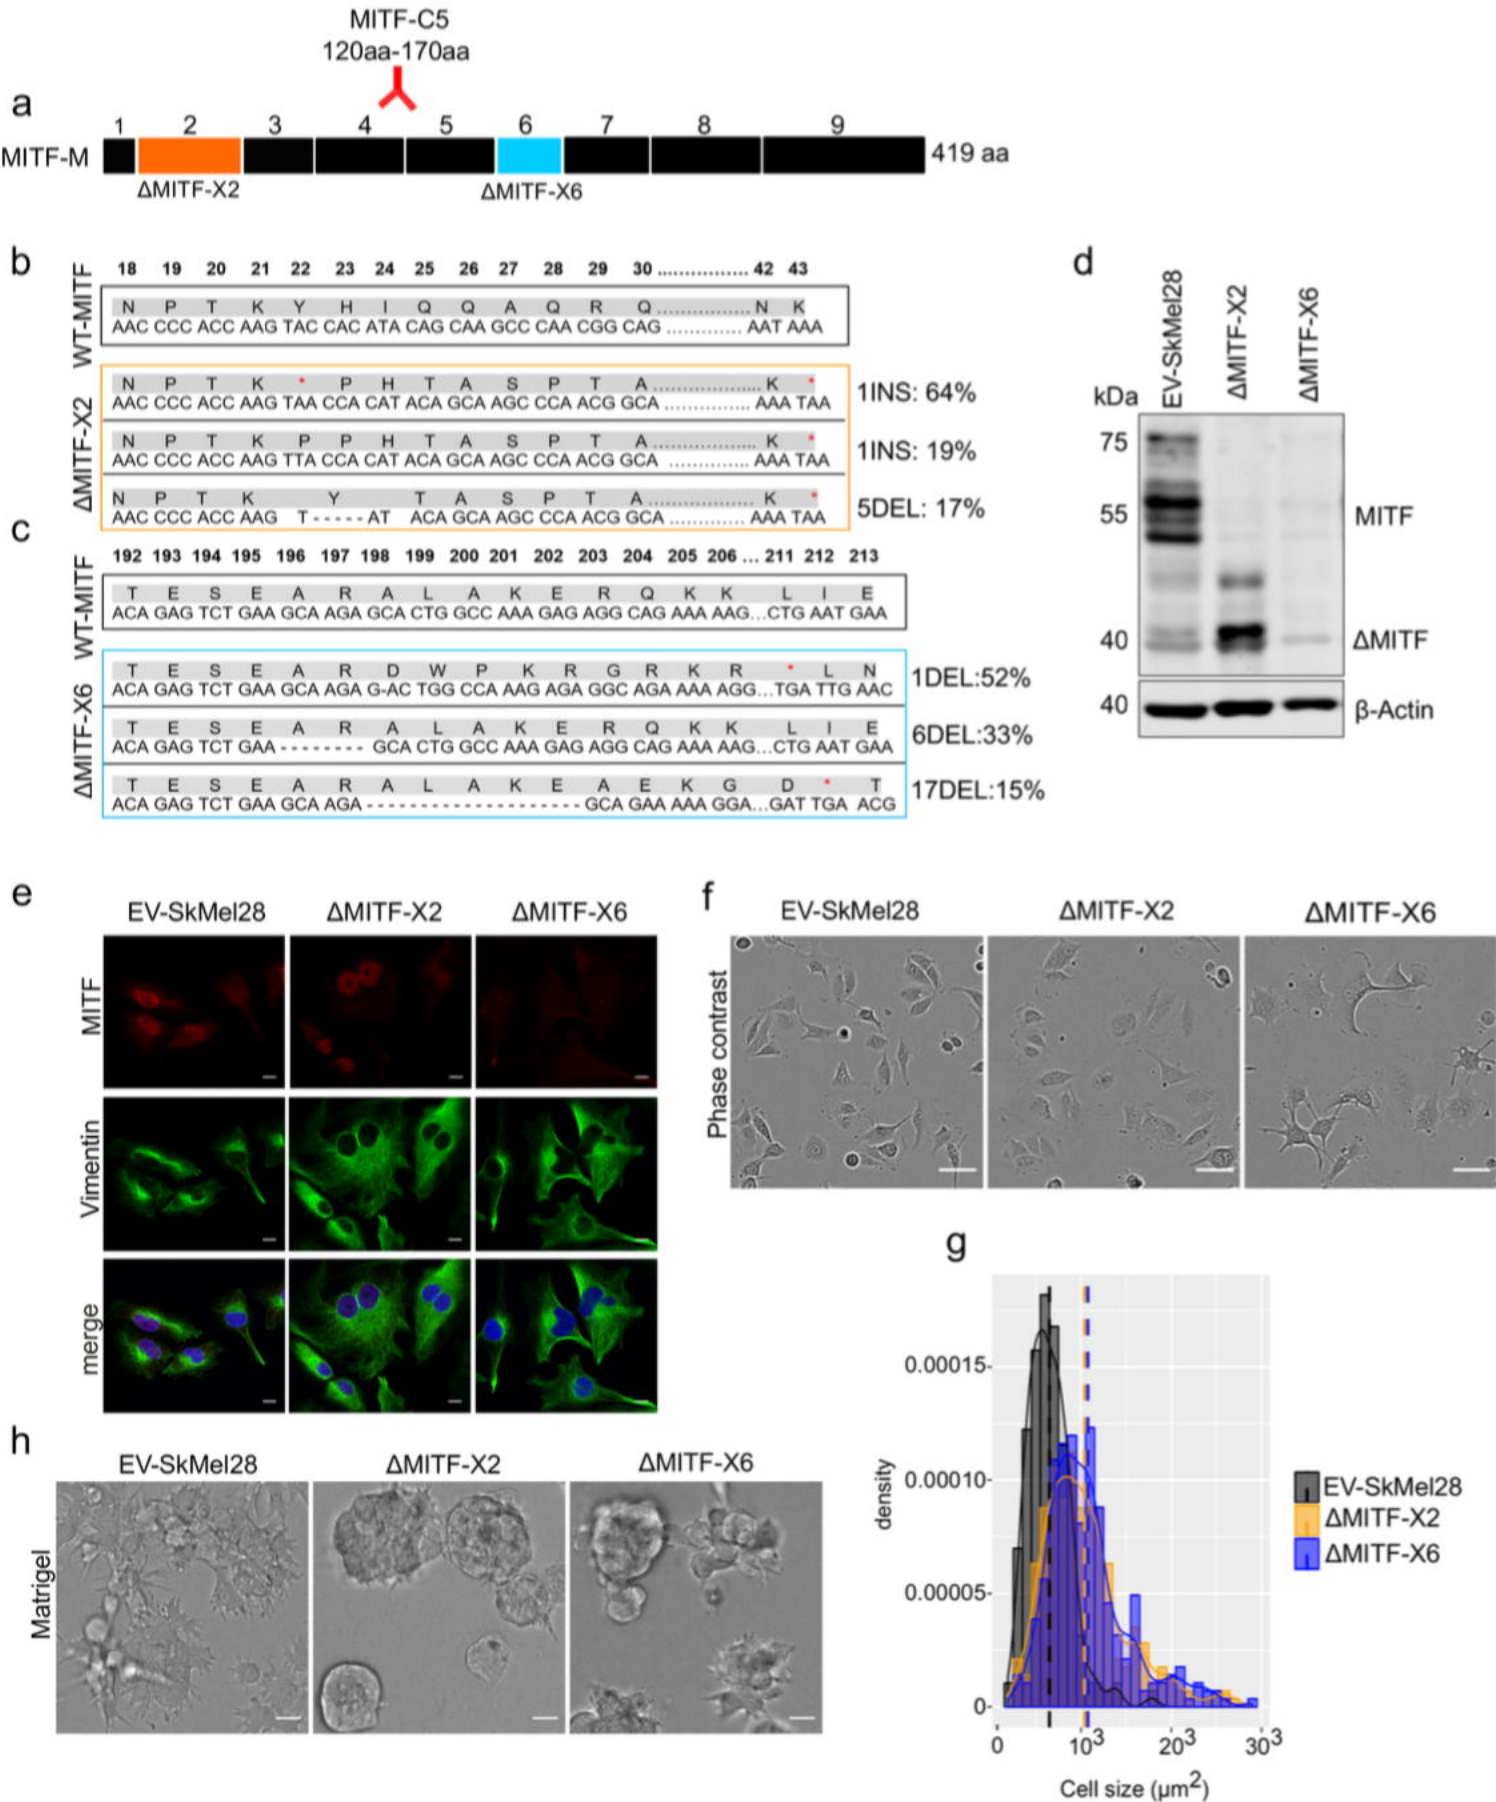 MITF-C5
120aa-170aa
a
1 2 3 4 5 6 7 8 9
MITF-M 419 aa
ΔMITF-X2 ΔMITF-X6
b
WT-MITF
18 19 20 21 22 23 24 25 26 27 28 29 30 ............... 42 43
N P T K Y H I Q Q A Q R Q ............... N K
AAC CCC ACC AAG TAC CAC ATA CAG CAA GCC CAA CGG CAG ............. AAT AAA
ΔMITF-X2
N P T K * P H T A S P T A ................. K *
AAC CCC ACC AAG TAA CCA CAT ACA GCA AGC CCA ACG GCA ............. AAA TAA
1INS: 64%
N P T K P P H T A S P T A ................ K *
AAC CCC ACC AAG TTA CCA CAT ACA GCA AGC CCA ACG GCA ............. AAA TAA
1INS: 19%
N P T K Y T A S P T A ................ K *
AAC CCC ACC AAG T-----AT ACA GCA AGC CCA ACG GCA ............ AAA TAA
5DEL: 17%
c
WT-MITF
192 193 194 195 196 197 198 199 200 201 202 203 204 205 206 ... 211 212 213
T E S E A R A L A K E R Q K K L I E
ACA GAG TCT GAA GCA AGA GCA CTG GCC AAA GAG AGG CAG AAA AAG...CTG AAT GAA
ΔMITF-X6
T E S E A R D W P K R G R K R * L N
ACA GAG TCT GAA GCA AGA G-AC TGG CCA AAG AGA GGC AGA AAA AGG...TGA TTG AAC
1DEL:52%
T E S E A R A L A K E R Q K K L I E
ACA GAG TCT GAA -------- GCA CTG GCC AAA GAG AGG CAG AAA AAG...CTG AAT GAA
6DEL:33%
T E S E A R A L A K E A E K G D * T
ACA GAG TCT GAA GCA AGA --------------------GCA GAA AAA GGA...GAT TGA ACG
17DEL:15%
d
EV-SkMel28
ΔMITF-X2
ΔMITF-X6
kDa
75
55
40
40
MITF
ΔMITF
β-Actin
e
EV-SkMel28 ΔMITF-X2 ΔMITF-X6
MITF
Vimentin
merge
f
EV-SkMel28 ΔMITF-X2 ΔMITF-X6
Phase contrast
g
density
0.00015
0.00010
0.00005
0
0 10³ 20³ 30³
Cell size (µm²)
EV-SkMel28
ΔMITF-X2
ΔMITF-X6
h
EV-SkMel28 ΔMITF-X2 ΔMITF-X6
Matrigel